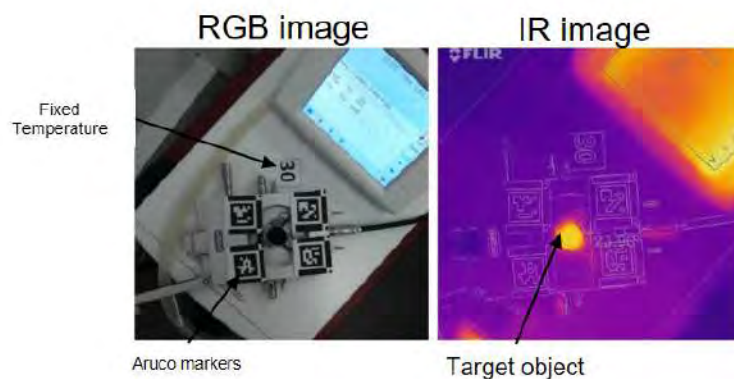 RGB image
IR image
FLIR
Fixed
Temperature
30
30
Aruco markers
Target object